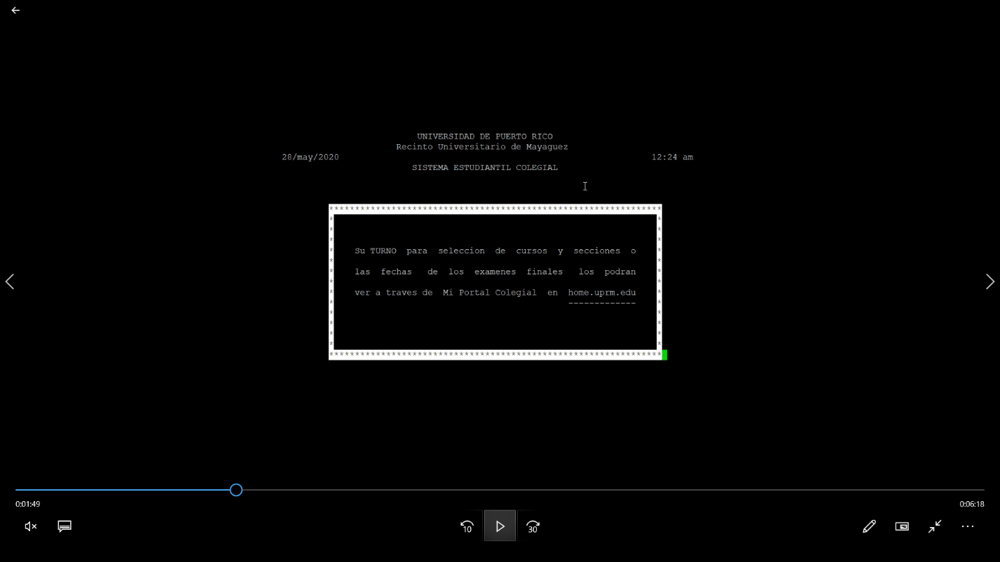 UNIVERSIDAD DE PUERTO RICO
Recinto Universitario de Mayaguez
28/may/2020 12:24 am
SISTEMA ESTUDIANTIL COLEGIAL
****************************************************************
Su TURNO para seleccion de cursos y secciones o
las fechas de los examenes finales los podran
ver a traves de Mi Portal Colegial en home.uprm.edu
-------------
****************************************************************
0:01:49 0:06:18
10 30